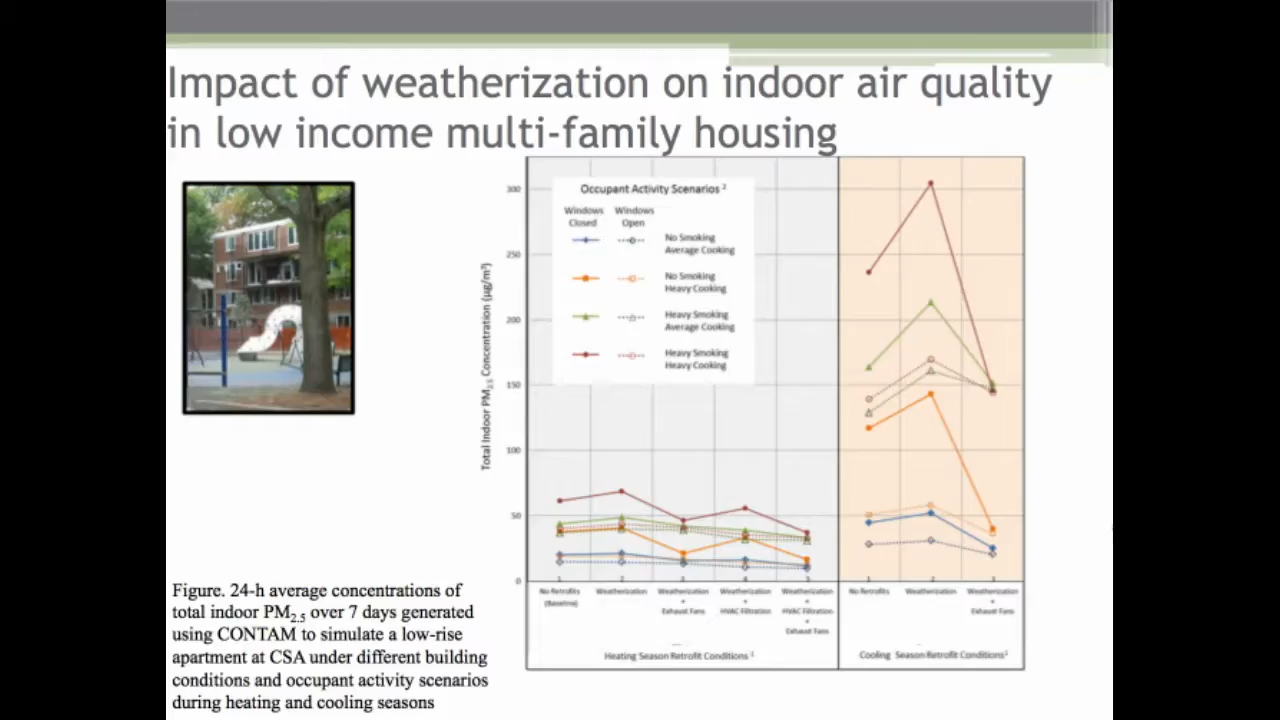 Impact of weatherization on indoor air quality
in low income multi-family housing
Occupant Activity Scenarios 2
Windows Closed
Windows Open
No Smoking
Average Cooking
No Smoking
Heavy Cooking
Heavy Smoking
Average Cooking
Heavy Smoking
Heavy Cooking
Total Indoor PM2.5 Concentration (µg/m³)
300
250
200
150
100
50
0
No Retrofits
(Baseline)
Weatherization
Weatherization
+
Exhaust Fans
Weatherization
+
HVAC Filtration
Weatherization
+
HVAC Filtration
+
Exhaust Fans
No Retrofits
Weatherization
Weatherization
+
Exhaust Fans
Heating Season Retrofit Conditions 1
Cooling Season Retrofit Conditions1
Figure. 24-h average concentrations of
total indoor PM2.5 over 7 days generated
using CONTAM to simulate a low-rise
apartment at CSA under different building
conditions and occupant activity scenarios
during heating and cooling seasons